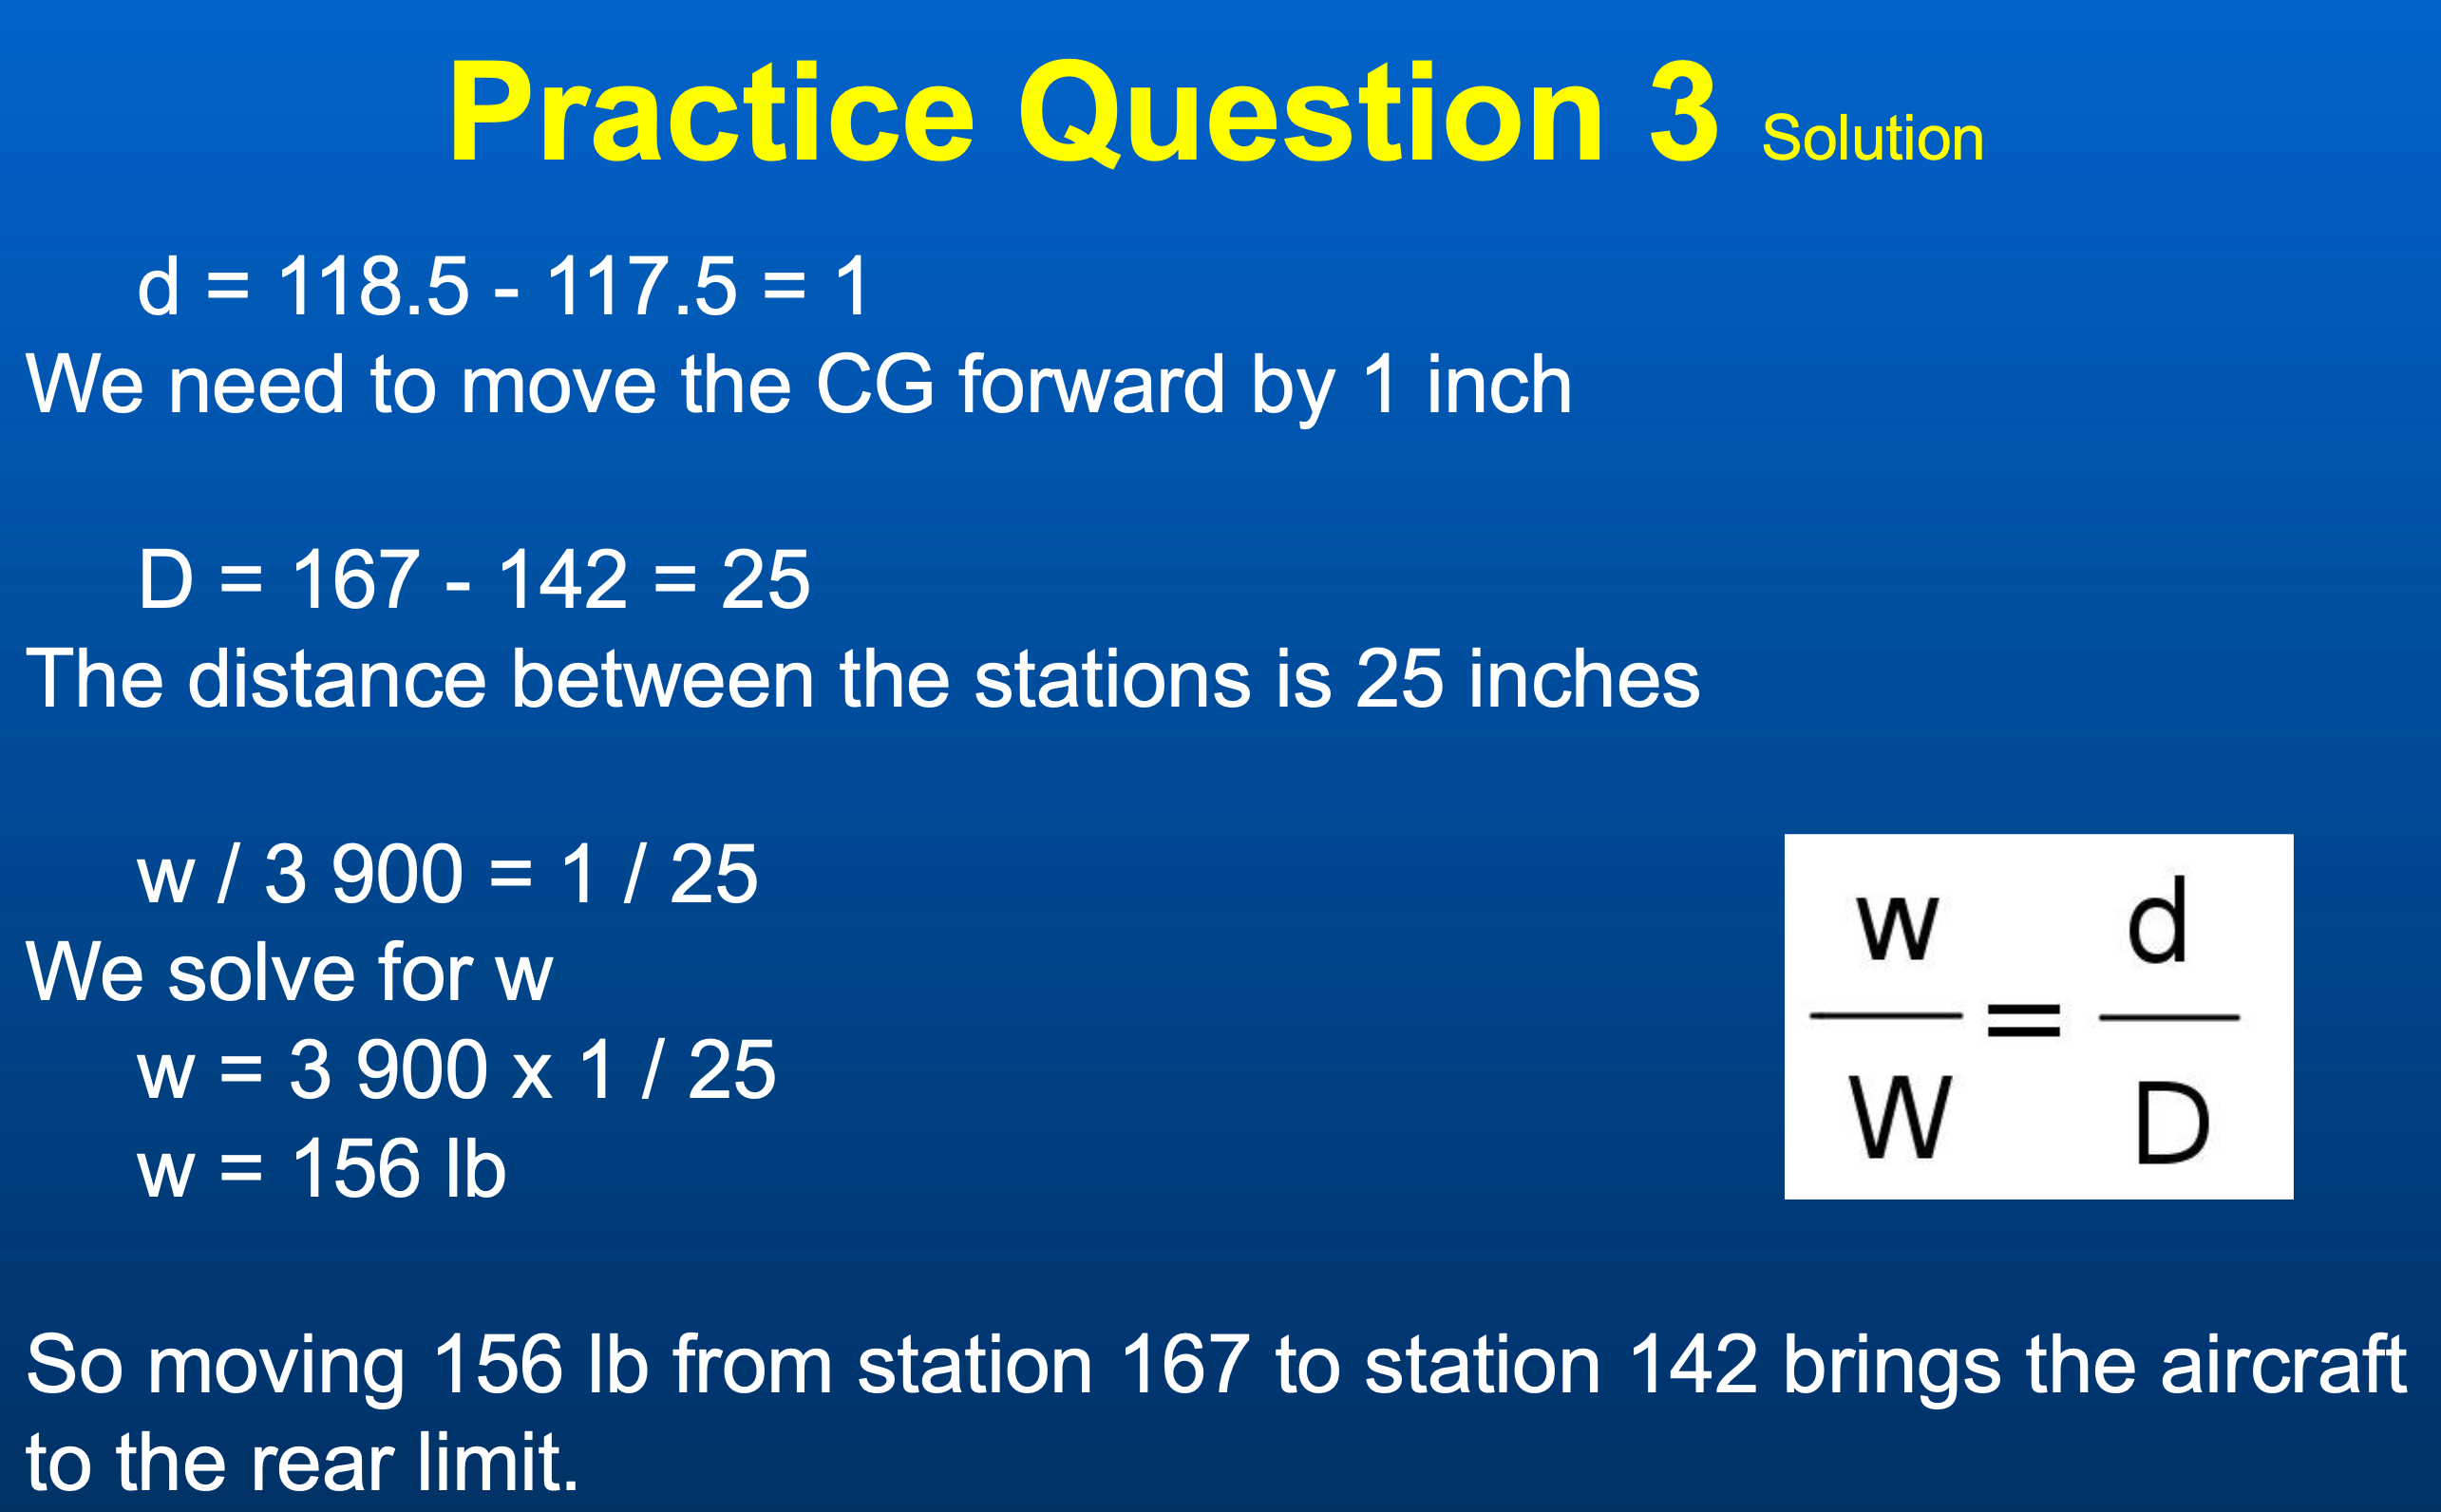 Practice Question 3 Solution
d = 118.5 - 117.5 = 1
We need to move the CG forward by 1 inch
D = 167 - 142 = 25
The distance between the stations is 25 inches
w / 3 900 = 1 / 25
We solve for w
w = 3 900 x 1 / 25
w = 156 lb
w d
=
W D
So moving 156 lb from station 167 to station 142 brings the aircraft
to the rear limit.